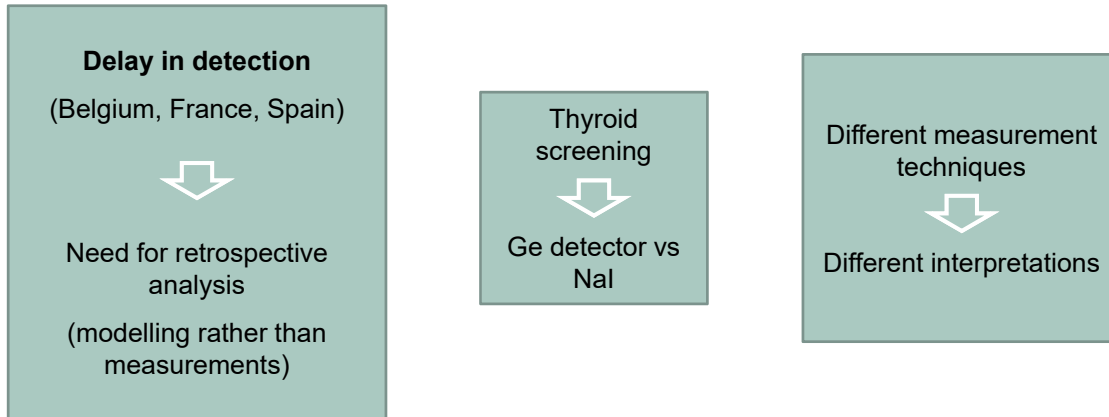 Delay in detection
(Belgium, France, Spain)
Need for retrospective
analysis
(modelling rather than
measurements)
Thyroid
screening
Ge detector vs
NaI
Different measurement
techniques
Different interpretations